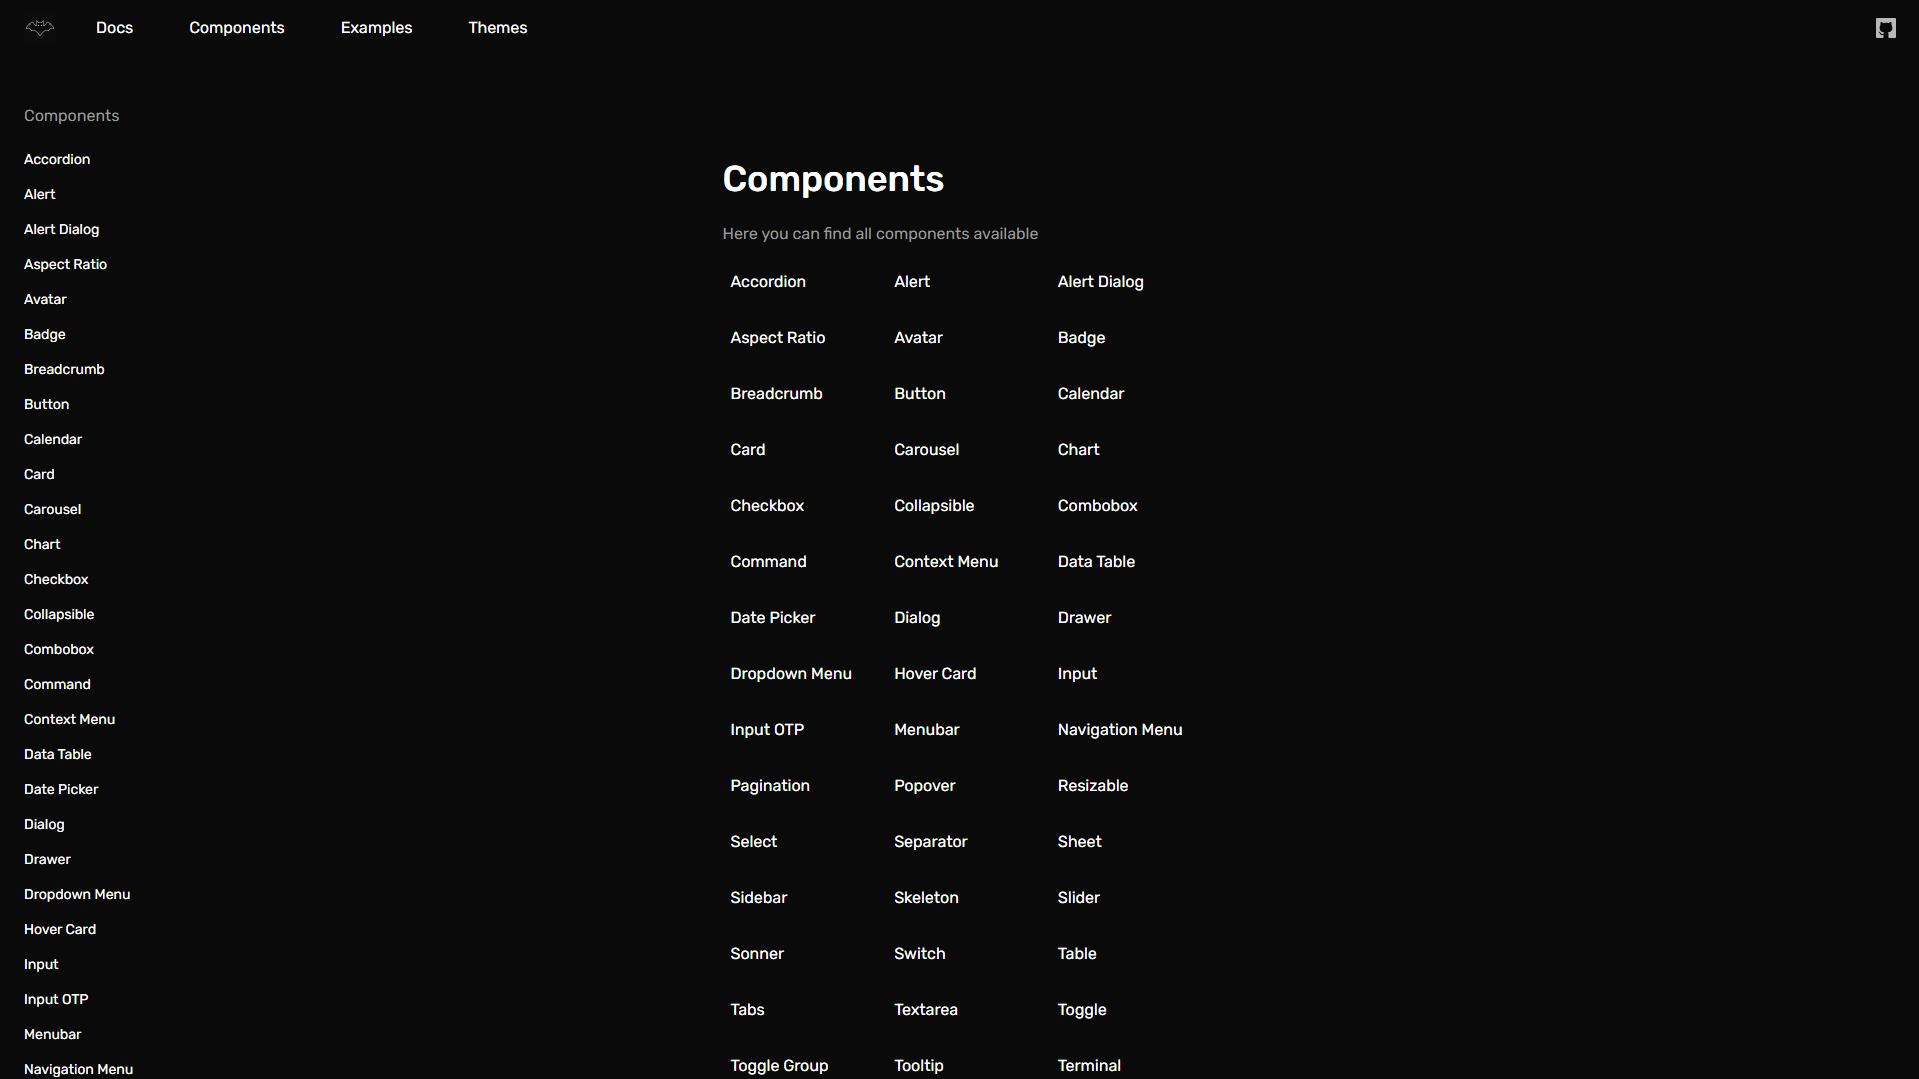 Docs Components Examples Themes
Components
Accordion
Alert
Alert Dialog
Aspect Ratio
Avatar
Badge
Breadcrumb
Button
Calendar
Card
Carousel
Chart
Checkbox
Collapsible
Combobox
Command
Context Menu
Data Table
Date Picker
Dialog
Drawer
Dropdown Menu
Hover Card
Input
Input OTP
Menubar
Navigation Menu
Components
Here you can find all components available
Accordion Alert Alert Dialog
Aspect Ratio Avatar Badge
Breadcrumb Button Calendar
Card Carousel Chart
Checkbox Collapsible Combobox
Command Context Menu Data Table
Date Picker Dialog Drawer
Dropdown Menu Hover Card Input
Input OTP Menubar Navigation Menu
Pagination Popover Resizable
Select Separator Sheet
Sidebar Skeleton Slider
Sonner Switch Table
Tabs Textarea Toggle
Toggle Group Tooltip Terminal